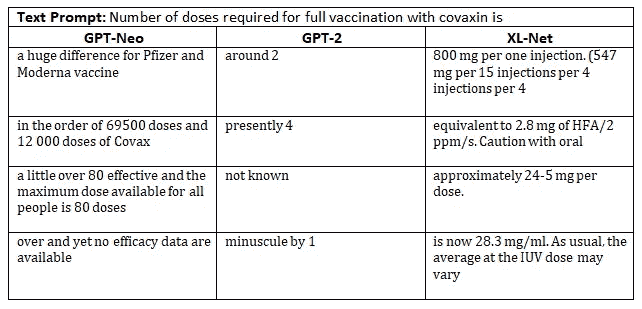 Text Prompt: Number of doses required for full vaccination with covaxin is
GPT-Neo
GPT-2
XL-Net
a huge difference for Pfizer and
Moderna vaccine
around 2
800 mg per one injection. (547
mg per 15 injections per 4
injections per 4
in the order of 69500 doses and
12 000 doses of Covax
presently 4
equivalent to 2.8 mg of HFA/2
ppm/s. Caution with oral
a little over 80 effective and the
maximum dose available for all
people is 80 doses
not known
approximately 24-5 mg per
dose.
over and yet no efficacy data are
available
minuscule by 1
is now 28.3 mg/ml. As usual, the
average at the IUV dose may
vary